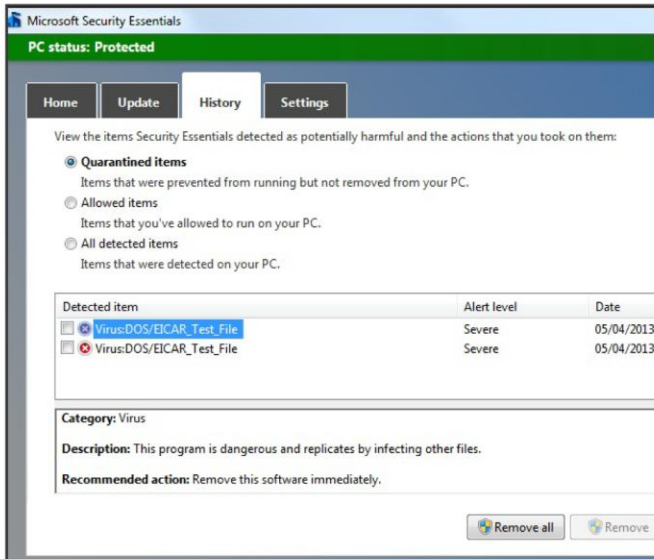 Microsoft Security Essentials
PC status: Protected
Home Update History Settings
View the items Security Essentials detected as potentially harmful and the actions that you took on them:
Quarantined items
Items that were prevented from running but not removed from your PC.
Allowed items
Items that you've allowed to run on your PC.
All detected items
Items that were detected on your PC.
Detected item Alert level Date
Virus:DOS/EICAR_Test_File Severe 05/04/2013
Virus:DOS/EICAR_Test_File Severe 05/04/2013
Category: Virus
Description: This program is dangerous and replicates by infecting other files.
Recommended action: Remove this software immediately.
Remove all Remove